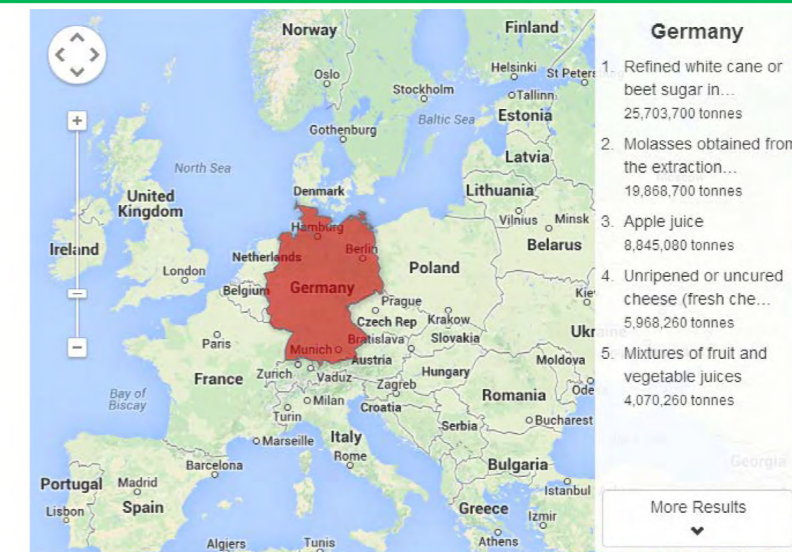 Norway
Finland
Oslo
Helsinki
St Peters
Stockholm
Tallinn
Baltic Sea
Estonia
Gothenburg
North Sea
Latvia
Denmark
Lithuania
United
Kingdom
Vilnius
Minsk
Hamburg
Ireland
Netherlands
Berlin
Belarus
London
Poland
Belgium
Germany
Kie
Prague
Czech Rep
Krakow
Ukraine
Paris
Bratislava
Slovakia
Munich
Austria
Moldova
France
Zurich
Vaduz
Hungary
Zagreb
Ode
Bay of
Biscay
Milan
Romania
Turin
Croatia
Serbia
Bucharest
Marseille
Italy
Barcelona
Rome
Bulgaria
Georgia
Portugal
Madrid
Istanbul
Lisbon
Spain
Greece
Izmir
Algiers
Tunis
Athens
Germany
1. Refined white cane or
beet sugar in...
25,703,700 tonnes
2. Molasses obtained from
the extraction...
19,868,700 tonnes
3. Apple juice
8,845,080 tonnes
4. Unripened or uncured
cheese (fresh che...
5,968,260 tonnes
5. Mixtures of fruit and
vegetable juices
4,070,260 tonnes
More Results